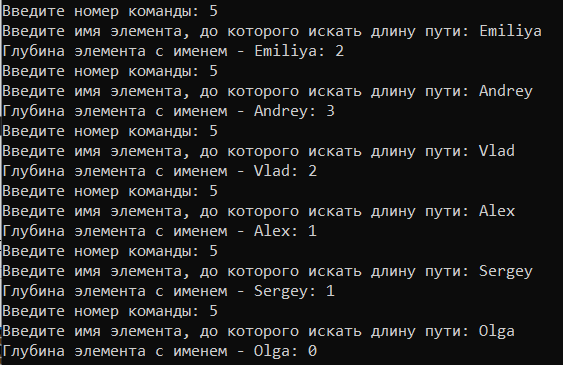 Введите номер команды: 5
Введите имя элемента, до которого искать длину пути: Emiliya
Глубина элемента с именем - Emiliya: 2
Введите номер команды: 5
Введите имя элемента, до которого искать длину пути: Andrey
Глубина элемента с именем - Andrey: 3
Введите номер команды: 5
Введите имя элемента, до которого искать длину пути: Vlad
Глубина элемента с именем - Vlad: 2
Введите номер команды: 5
Введите имя элемента, до которого искать длину пути: Alex
Глубина элемента с именем - Alex: 1
Введите номер команды: 5
Введите имя элемента, до которого искать длину пути: Sergey
Глубина элемента с именем - Sergey: 1
Введите номер команды: 5
Введите имя элемента, до которого искать длину пути: Olga
Глубина элемента с именем - Olga: 0